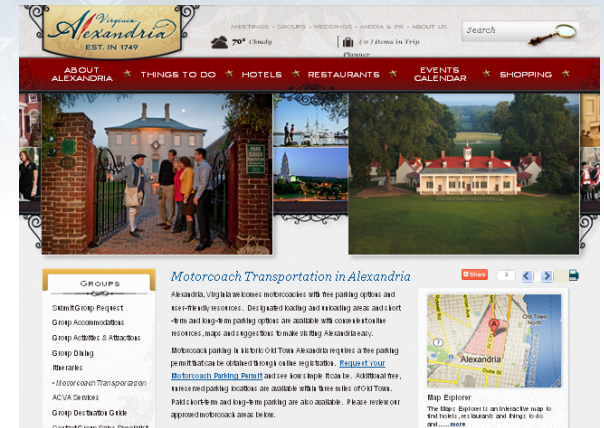 Virginia
Alexandria
EST. IN 1749
MEETINGS • GROUPS • WEDDINGS • MEDIA & PR • ABOUT US
70° Cloudy
( 0 ) Items in Trip
Planner
Search
ABOUT ALEXANDRIA
THINGS TO DO
HOTELS
RESTAURANTS
EVENTS CALENDAR
SHOPPING
GROUPS
Submit Group Request
Group Accommodations
Group Activities & Attractions
Group Dining
Itineraries
• Motorcoach Transportation
ACVA Services
Group Destination Guide
Contact Group Sales Specialist
Motorcoach Transportation in Alexandria
Share
2
Alexandria, Virginia welcomes motorcoaches with free parking options and
user-friendly resources. Designated loading and unloading areas and short
-term and long-term parking options are available with convenient online
resources, maps and suggestions to make visiting Alexandria easy.
Motorcoach parking in historic Old Town Alexandria requires a free parking
permit that can be obtained through online registration. Request Your
Motorcoach Parking Permit and see how simple it can be. Additional free,
unreserved parking locations are available within three miles of Old Town.
Paid short-term and long-term parking are also available. Please review our
approved motorcoach areas below.
Old Town
North
A
Alexandria
Duke St
Map Explorer
The Maps Explorer is an interactive map to
find hotels, restaurants and things to do
and ..... more